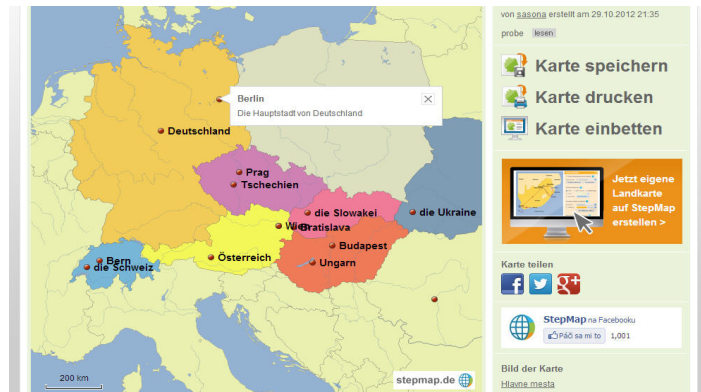 Berlin
Die Hauptstadt von Deutschland
Deutschland
Prag
Tschechien
die Slowakei
die Ukraine
Wien
Bratislava
Budapest
Österreich
Ungarn
Bern
die Schweiz
200 km
stepmap.de
von sasona erstellt am 29.10.2012 21:35
probe lesen
Karte speichern
Karte drucken
Karte einbetten
Jetzt eigene
Landkarte
auf StepMap
erstellen >
Karte teilen
StepMap na Facebooku
Páči sa mi to 1,001
Bild der Karte
Hlavne mesta